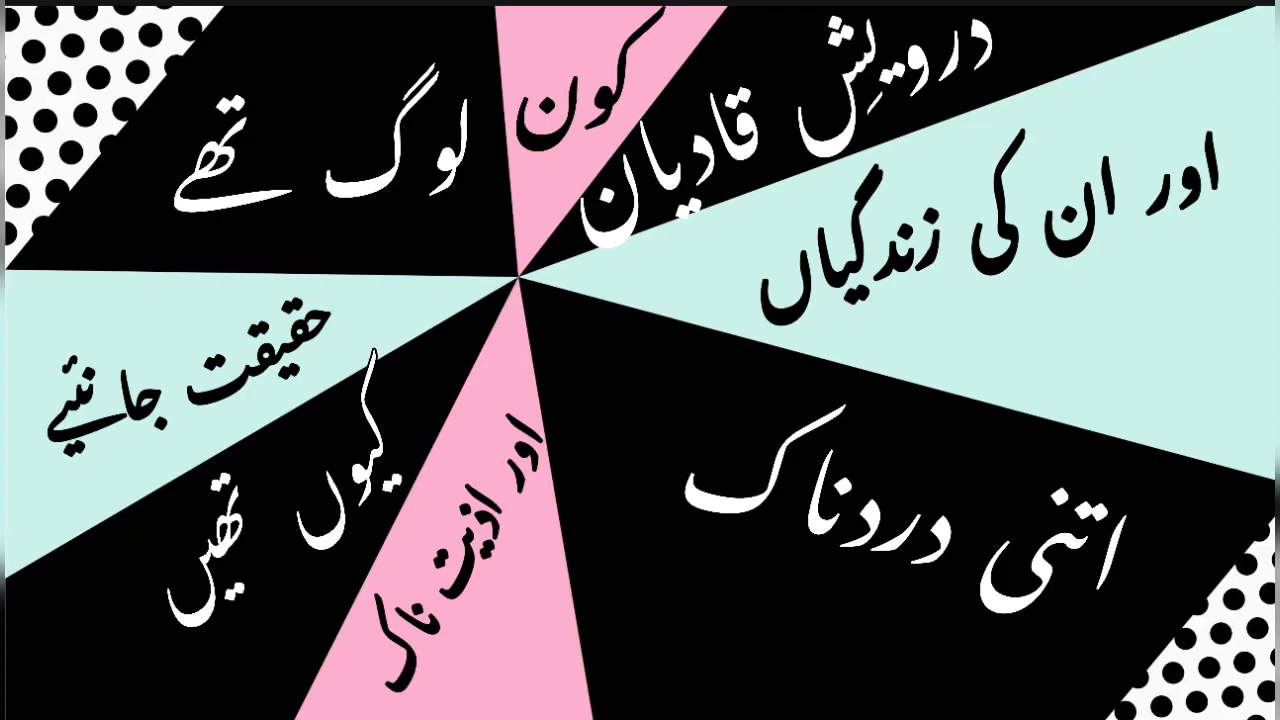 درویشِ قادیان
کون
لوگ تھے
اور ان کی زندگیاں
اتنی دردناک
اور اذیت ناک
کیوں تھیں
حقیقت جانئیے